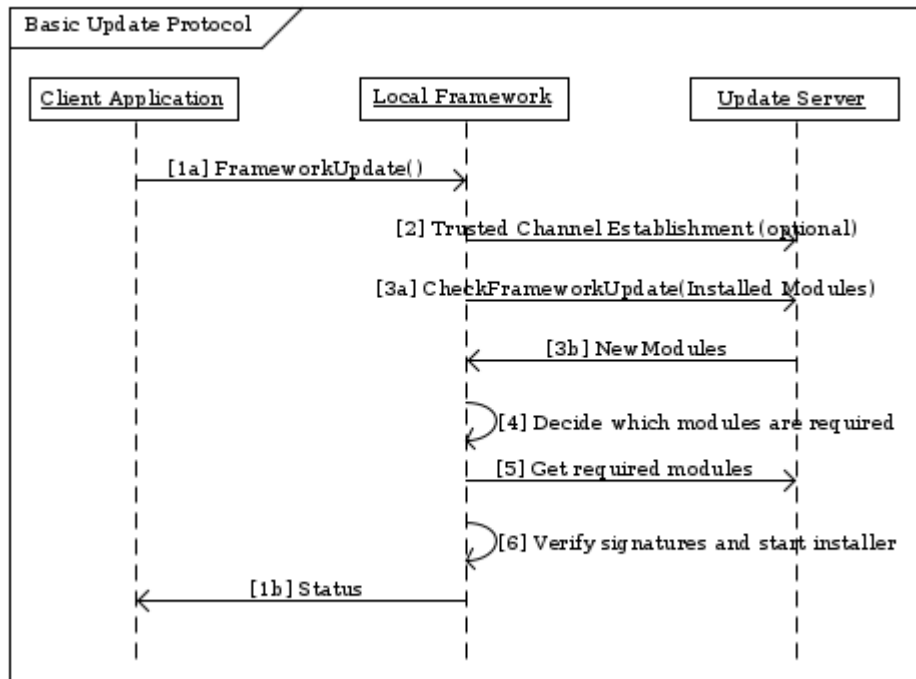 Basic Update Protocol
Client Application
Local Framework
Update Server
[1a] FrameworkUpdate()
[2] Trusted Channel Establishment (optional)
[3a] CheckFrameworkUpdate(Installed Modules)
[3b] NewModules
[4] Decide which modules are required
[5] Get required modules
[6] Verify signatures and start installer
[1b] Status